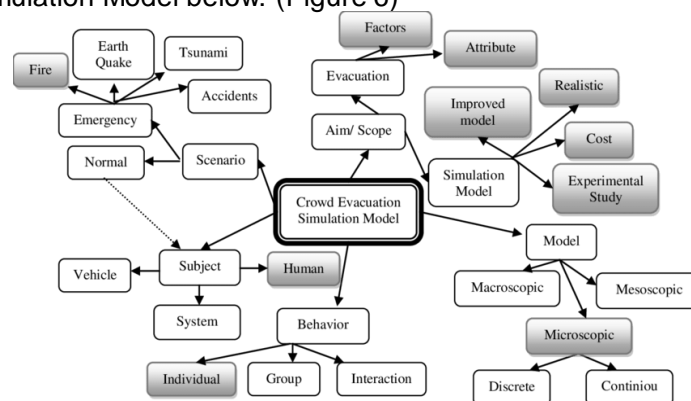 nulation Model below. (Figure 6)
Factors
Attribute
Earth
Quake
Tsunami
Fire
Accidents
Emergency
Evacuation
Realistic
Improved
model
Cost
Aim/ Scope
Normal
Scenario
Simulation
Model
Experimental
Study
Crowd Evacuation
Simulation Model
Model
Vehicle
Subject
Human
Macroscopic
Mesoscopic
System
Behavior
Microscopic
Individual
Group
Interaction
Discrete
Continiou